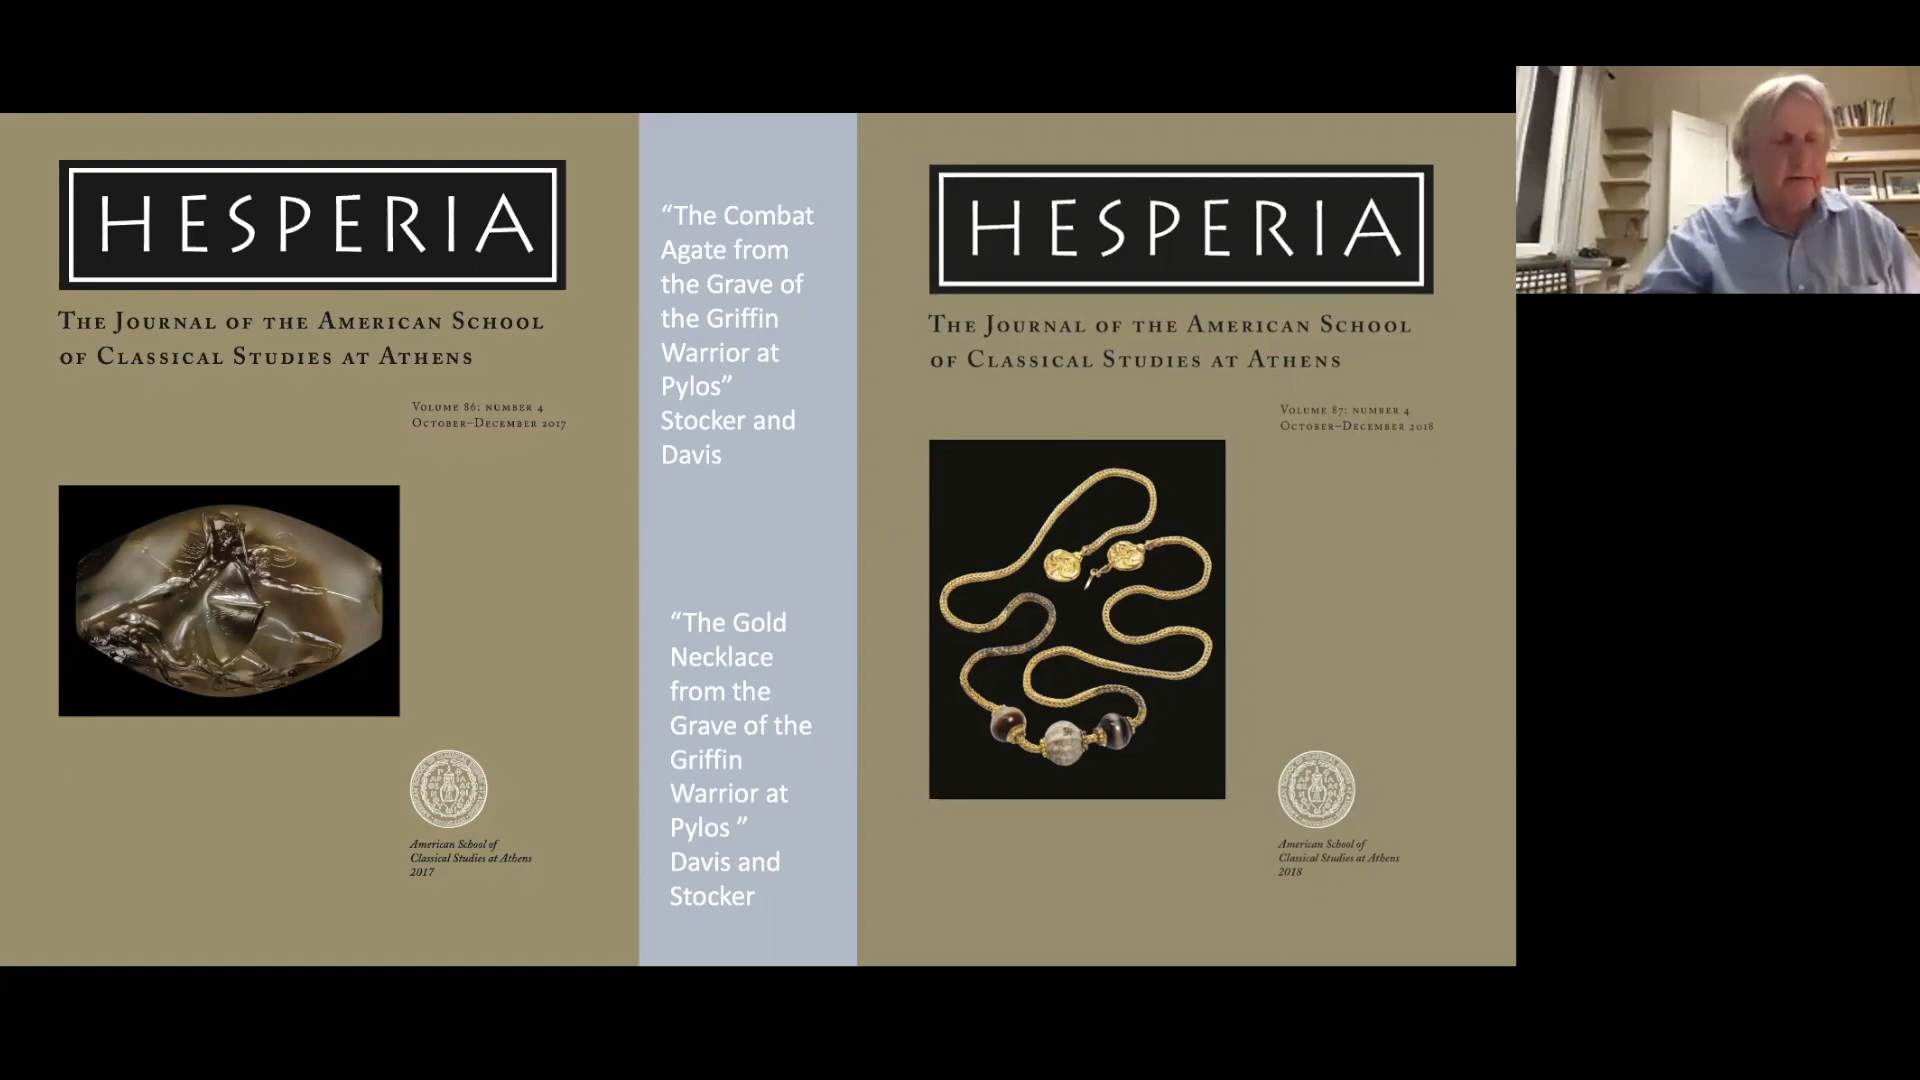 HESPERIA
THE JOURNAL OF THE AMERICAN SCHOOL
OF CLASSICAL STUDIES AT ATHENS
VOLUME 86: NUMBER 4
OCTOBER–DECEMBER 2017
American School of
Classical Studies at Athens
2017
“The Combat
Agate from
the Grave of
the Griffin
Warrior at
Pylos”
Stocker and
Davis
“The Gold
Necklace
from the
Grave of the
Griffin
Warrior at
Pylos ”
Davis and
Stocker
HESPERIA
THE JOURNAL OF THE AMERICAN SCHOOL
OF CLASSICAL STUDIES AT ATHENS
VOLUME 87: NUMBER 4
OCTOBER–DECEMBER 2018
American School of
Classical Studies at Athens
2018